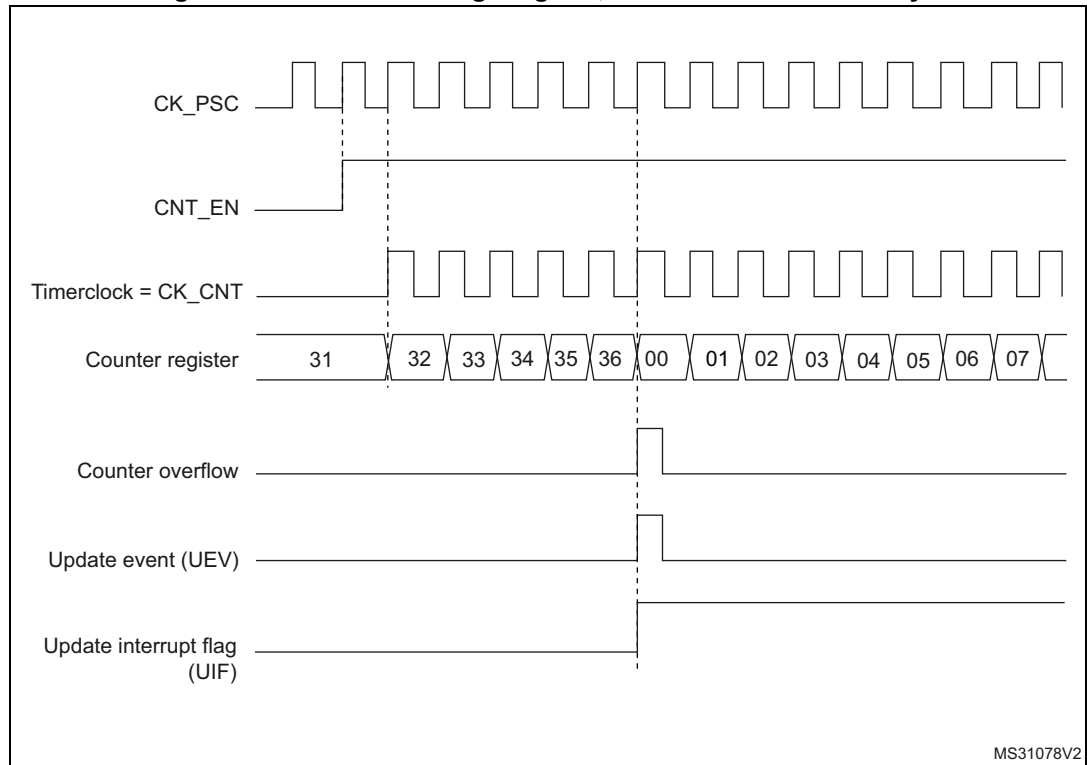 CK_PSC
CNT_EN
Timerclock = CK_CNT
Counter register 31 32 33 34 35 36 00 01 02 03 04 05 06 07
Counter overflow
Update event (UEV)
Update interrupt flag
(UIF)
MS31078V2